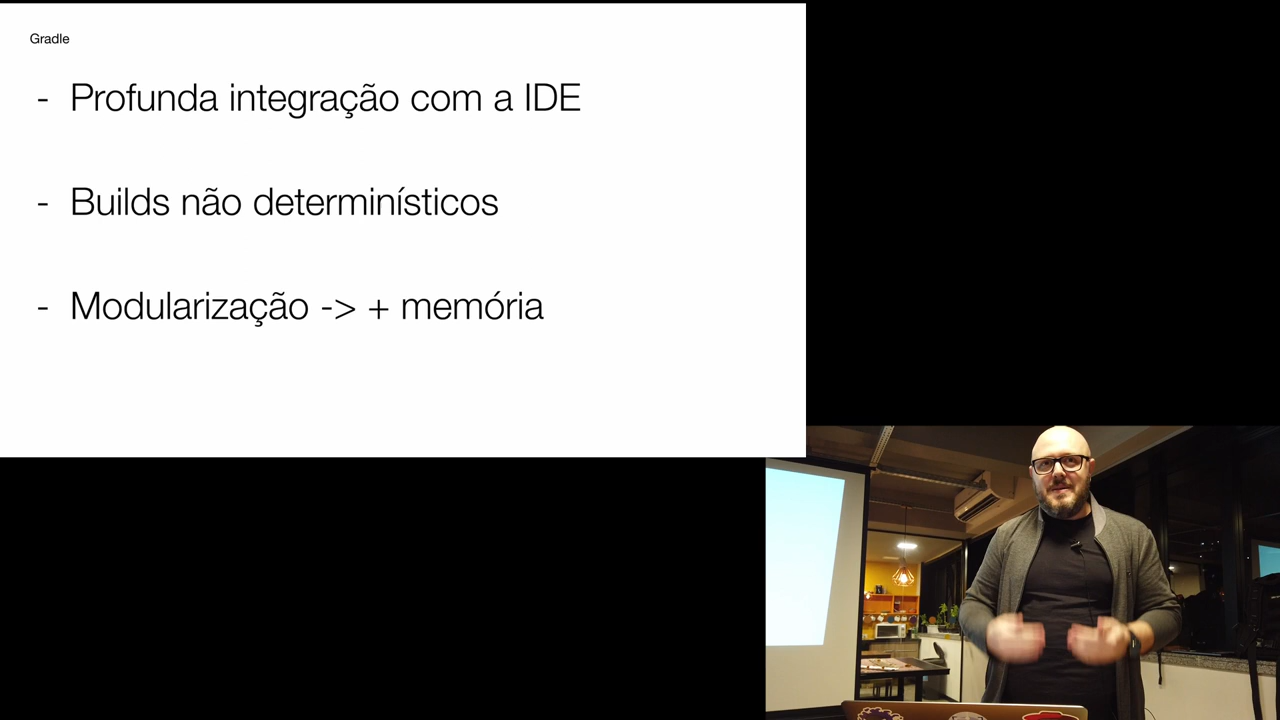 Gradle
- Profunda integração com a IDE
- Builds não determinísticos
- Modularização -> + memória